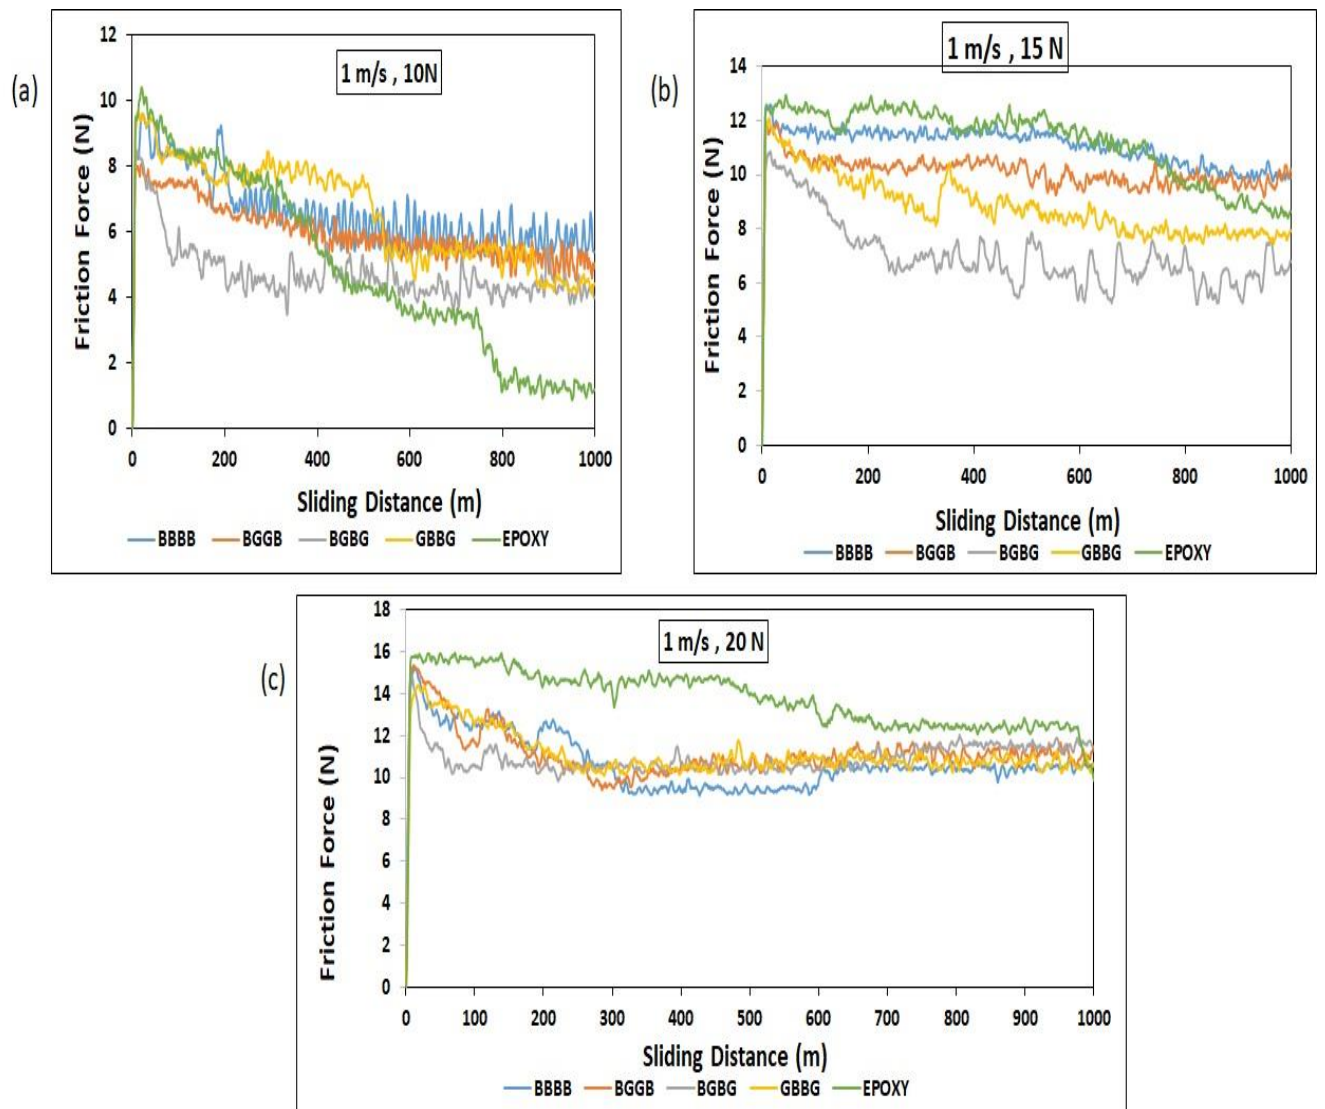 (a)
1 m/s , 10N
Friction Force (N)
12
10
8
6
4
2
0
0 200 400 600 800 1000
Sliding Distance (m)
BBBB BGGB BGBG GBBG EPOXY
(b)
1 m/s , 15 N
Friction Force (N)
14
12
10
8
6
4
2
0
0 200 400 600 800 1000
Sliding Distance (m)
BBBB BGGB BGBG GBBG EPOXY
(c)
1 m/s , 20 N
Friction Force (N)
18
16
14
12
10
8
6
4
2
0
0 100 200 300 400 500 600 700 800 900 1000
Sliding Distance (m)
BBBB BGGB BGBG GBBG EPOXY